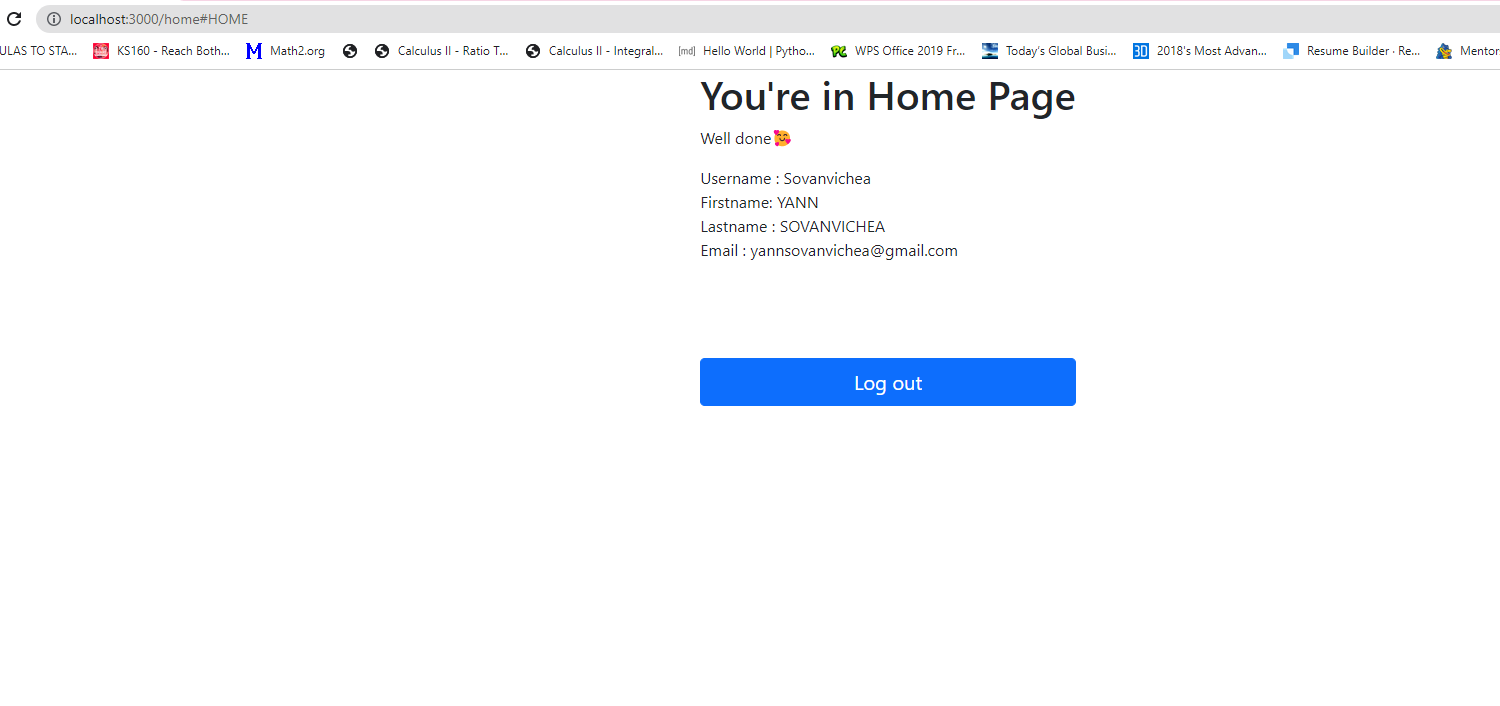 localhost:3000/home#HOME
ULAS TO STA... KS160 - Reach Both... M Math2.org Calculus II - Ratio T... Calculus II - Integral... [md] Hello World | Pytho... WPS Office 2019 Fr... Today's Global Busi... 3D 2018's Most Advan... Resume Builder · Re... Mentor
You're in Home Page
Well done🥰
Username : Sovanvichea
Firstname: YANN
Lastname : SOVANVICHEA
Email : yannsovanvichea@gmail.com
Log out